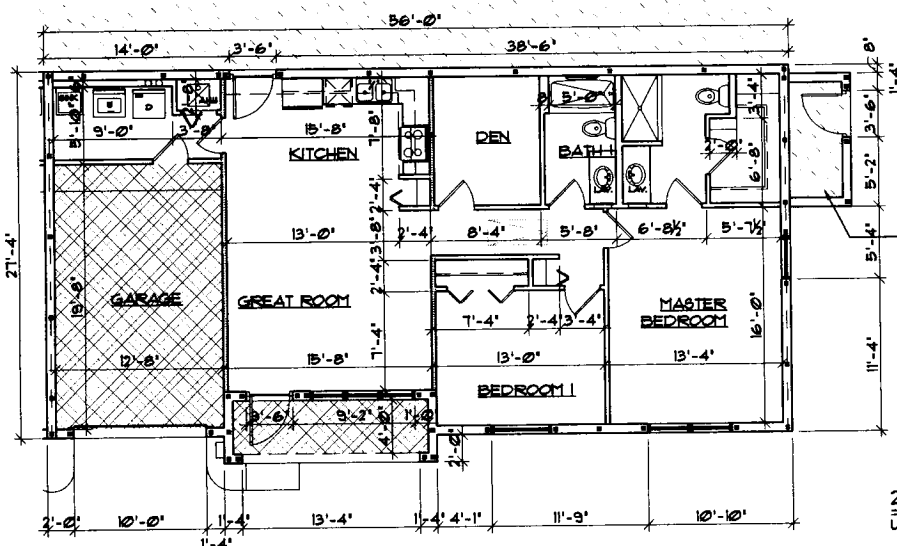 56'-0"
14'-0" 3'-6" 38'-6"
8"
1'-4"
3'-4"
3'-6"
5'-10"
9'-0" 3'-8" 15'-8" 7'-8" 5'-0"
D
AHU
KITCHEN
DEN
BATH 1
LAV. LAV.
2'-0"
6'-8"
5'-2"
2'-4"
13'-0" 2'-4" 8'-4" 5'-8" 6'-8½" 5'-7½"
3'-8"
5'-4"
27'-4"
2'-4"
GARAGE
19'-8"
GREAT ROOM
MASTER
BEDROOM
16'-0"
7'-4" 2'-4" 3'-4"
7'-4"
12'-8" 15'-8" 13'-0" 13'-4"
11'-4"
BEDROOM 1
9'-2" 1'-0"
4'-0"
2'-0"
2'-0" 10'-0" 1'-4" 13'-4" 1'-4" 4'-1" 11'-9" 10'-10"
1'-4"